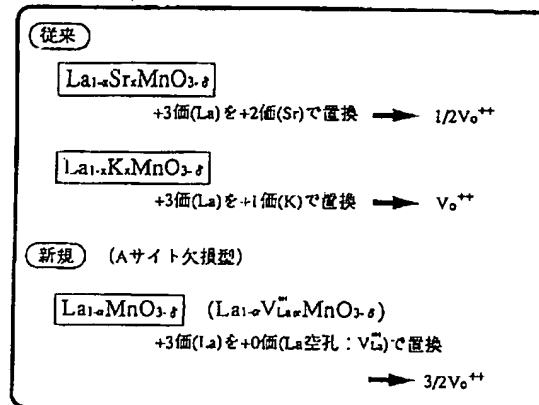 従来
La1-xSrxMnO3-δ
+3価(La)を+2価(Sr)で置換 → 1/2Vo++
La1-xKxMnO3-δ
+3価(La)を+1価(K)で置換 → Vo++
新規 (Aサイト欠損型)
La1-αMnO3-δ (La1-αV'''LaαMnO3-δ)
+3価(La)を+0価(La空孔:V'''La)で置換
→ 3/2Vo++